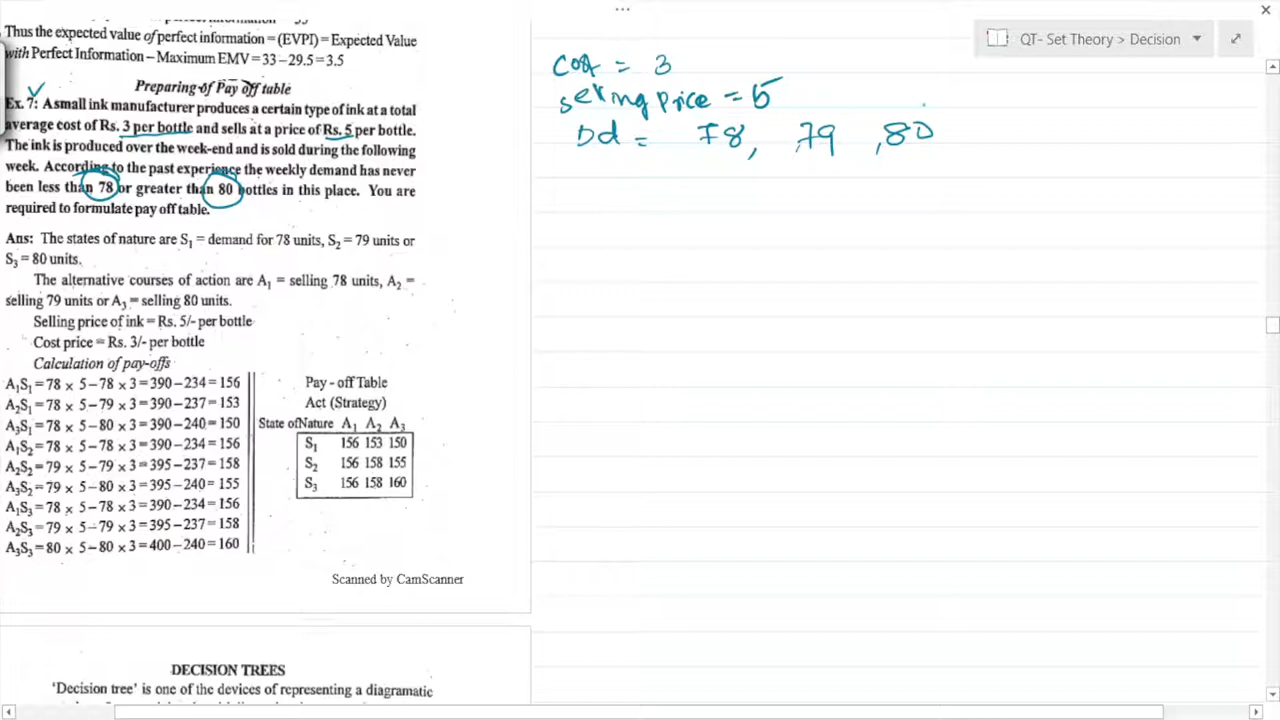 Thus the expected value of perfect information = (EVPI) = Expected Value
with Perfect Information – Maximum EMV = 33 – 29.5 = 3.5
Preparing of Pay off table
Ex. 7: A small ink manufacturer produces a certain type of ink at a total
average cost of Rs. 3 per bottle and sells at a price of Rs. 5 per bottle.
The ink is produced over the week-end and is sold during the following
week. According to the past experience the weekly demand has never
been less than 78 or greater than 80 bottles in this place. You are
required to formulate pay off table.
Ans: The states of nature are S1 = demand for 78 units, S2 = 79 units or
S3 = 80 units.
The alternative courses of action are A1 = selling 78 units, A2 =
selling 79 units or A3 = selling 80 units.
Selling price of ink = Rs. 5/- per bottle
Cost price = Rs. 3/- per bottle
Calculation of pay-offs
A1S1 = 78 × 5 – 78 × 3 = 390 – 234 = 156
A2S1 = 78 × 5 – 79 × 3 = 390 – 237 = 153
A3S1 = 78 × 5 – 80 × 3 = 390 – 240 = 150
A1S2 = 78 × 5 – 78 × 3 = 390 – 234 = 156
A2S2 = 79 × 5 – 79 × 3 = 395 – 237 = 158
A3S2 = 79 × 5 – 80 × 3 = 395 – 240 = 155
A1S3 = 78 × 5 – 78 × 3 = 390 – 234 = 156
A2S3 = 79 × 5 – 79 × 3 = 395 – 237 = 158
A3S3 = 80 × 5 – 80 × 3 = 400 – 240 = 160
Pay - off Table
Act (Strategy)
State of Nature A1 A2 A3
S1 156 153 150
S2 156 158 155
S3 156 158 160
Scanned by CamScanner
DECISION TREES
'Decision tree' is one of the devices of representing a diagramatic
QT- Set Theory > Decision
Cost = 3
Selling Price = 5
Dd = 78, 79, 80